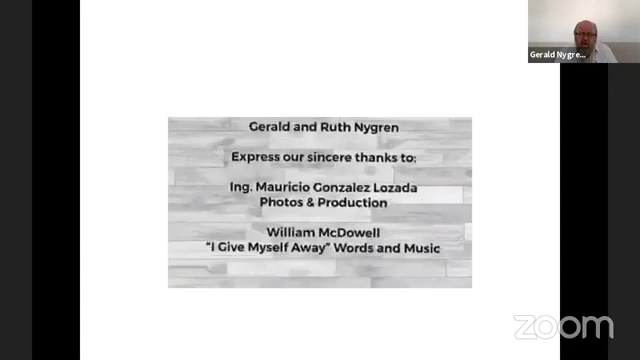 Gerald Nygre...
Gerald and Ruth Nygren
Express our sincere thanks to:
Ing. Mauricio Gonzalez Lozada
Photos & Production
William McDowell
"I Give Myself Away" Words and Music
zoom